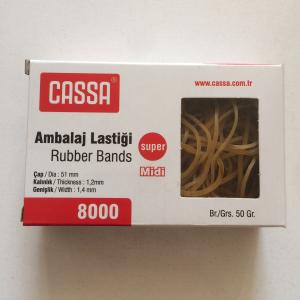 CASSA
www.cassa.com.tr
Ambalaj Lastiği
Rubber Bands
super
Midi
Çap / Dia : 51 mm
Kalınlık / Thickness : 1,2mm
Genişlik / Width : 1,4 mm
8000
Br./Grs. 50 Gr.